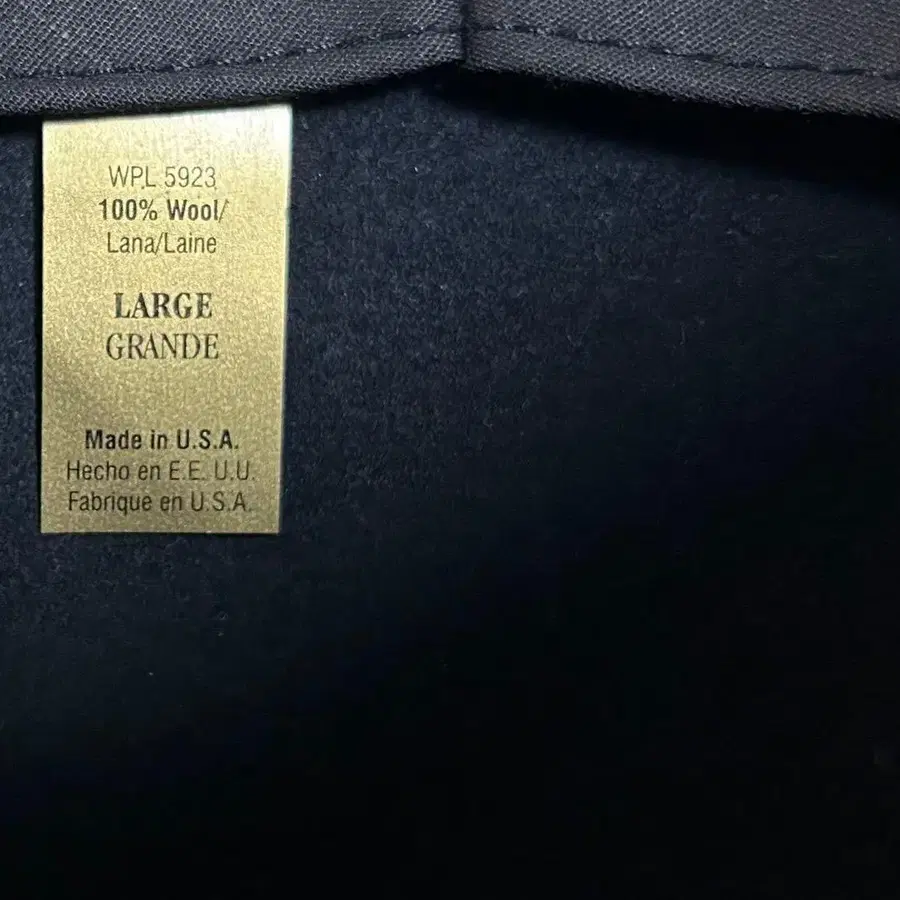 WPL 5923
100% Wool/
Lana/Laine
LARGE
GRANDE
Made in U.S.A.
Hecho en E.E. U.U.
Fabrique en U.S.A.